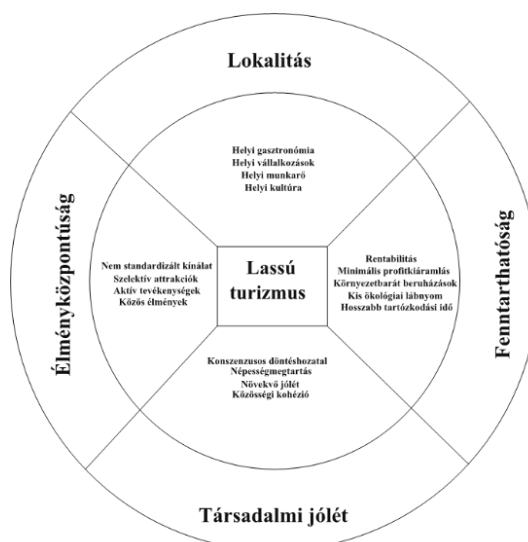 Lokalitás
Helyi gasztronómia
Helyi vállalkozások
Helyi munkaró
Helyi kultúra
Élményközpontúság
Nem standardizált kínálat
Szelektív attrakciók
Aktív tevékenységek
Közös élmények
Lassú
turizmus
Rentabilitás
Minimális profitkiáramlás
Környezetbarát beruházások
Kis ökológiai lábnyom
Hosszabb tartózkodási idő
Fenntarthatóság
Konszenzusos döntéshozatal
Népességmegtartás
Növekvő jólét
Közösségi kohézió
Társadalmi jólét